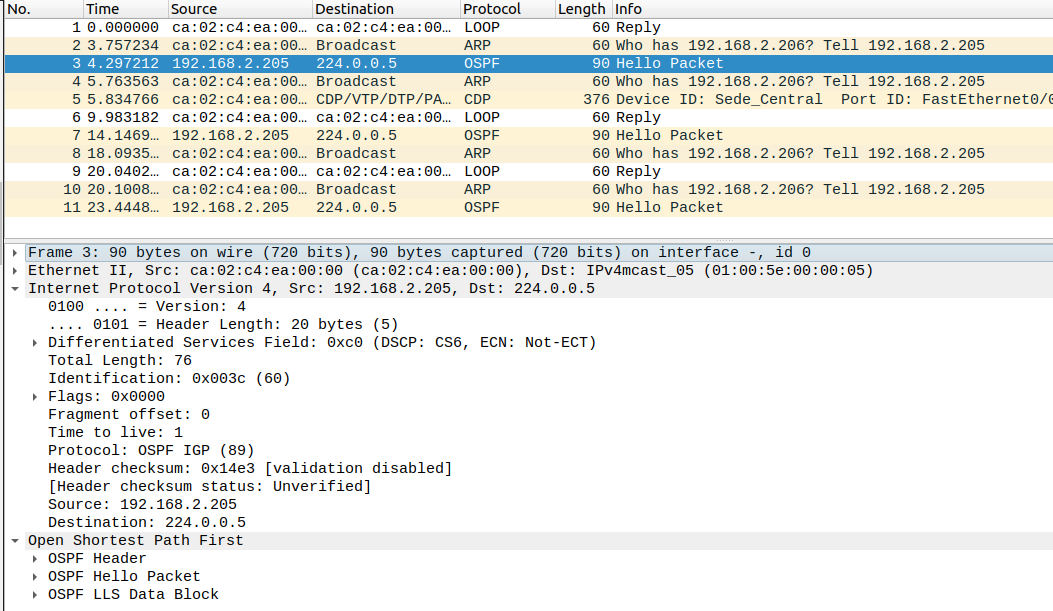 No. Time Source Destination Protocol Length Info
1 0.000000 ca:02:c4:ea:00… ca:02:c4:ea:00… LOOP 60 Reply
2 3.757234 ca:02:c4:ea:00… Broadcast ARP 60 Who has 192.168.2.206? Tell 192.168.2.205
3 4.297212 192.168.2.205 224.0.0.5 OSPF 90 Hello Packet
4 5.763563 ca:02:c4:ea:00… Broadcast ARP 60 Who has 192.168.2.206? Tell 192.168.2.205
5 5.834766 ca:02:c4:ea:00… CDP/VTP/DTP/PA… CDP 376 Device ID: Sede_Central Port ID: FastEthernet0/0
6 9.983182 ca:02:c4:ea:00… ca:02:c4:ea:00… LOOP 60 Reply
7 14.1469… 192.168.2.205 224.0.0.5 OSPF 90 Hello Packet
8 18.0935… ca:02:c4:ea:00… Broadcast ARP 60 Who has 192.168.2.206? Tell 192.168.2.205
9 20.0402… ca:02:c4:ea:00… ca:02:c4:ea:00… LOOP 60 Reply
10 20.1008… ca:02:c4:ea:00… Broadcast ARP 60 Who has 192.168.2.206? Tell 192.168.2.205
11 23.4448… 192.168.2.205 224.0.0.5 OSPF 90 Hello Packet
Frame 3: 90 bytes on wire (720 bits), 90 bytes captured (720 bits) on interface -, id 0
Ethernet II, Src: ca:02:c4:ea:00:00 (ca:02:c4:ea:00:00), Dst: IPv4mcast_05 (01:00:5e:00:00:05)
Internet Protocol Version 4, Src: 192.168.2.205, Dst: 224.0.0.5
0100 .... = Version: 4
.... 0101 = Header Length: 20 bytes (5)
Differentiated Services Field: 0xc0 (DSCP: CS6, ECN: Not-ECT)
Total Length: 76
Identification: 0x003c (60)
Flags: 0x0000
Fragment offset: 0
Time to live: 1
Protocol: OSPF IGP (89)
Header checksum: 0x14e3 [validation disabled]
[Header checksum status: Unverified]
Source: 192.168.2.205
Destination: 224.0.0.5
Open Shortest Path First
OSPF Header
OSPF Hello Packet
OSPF LLS Data Block